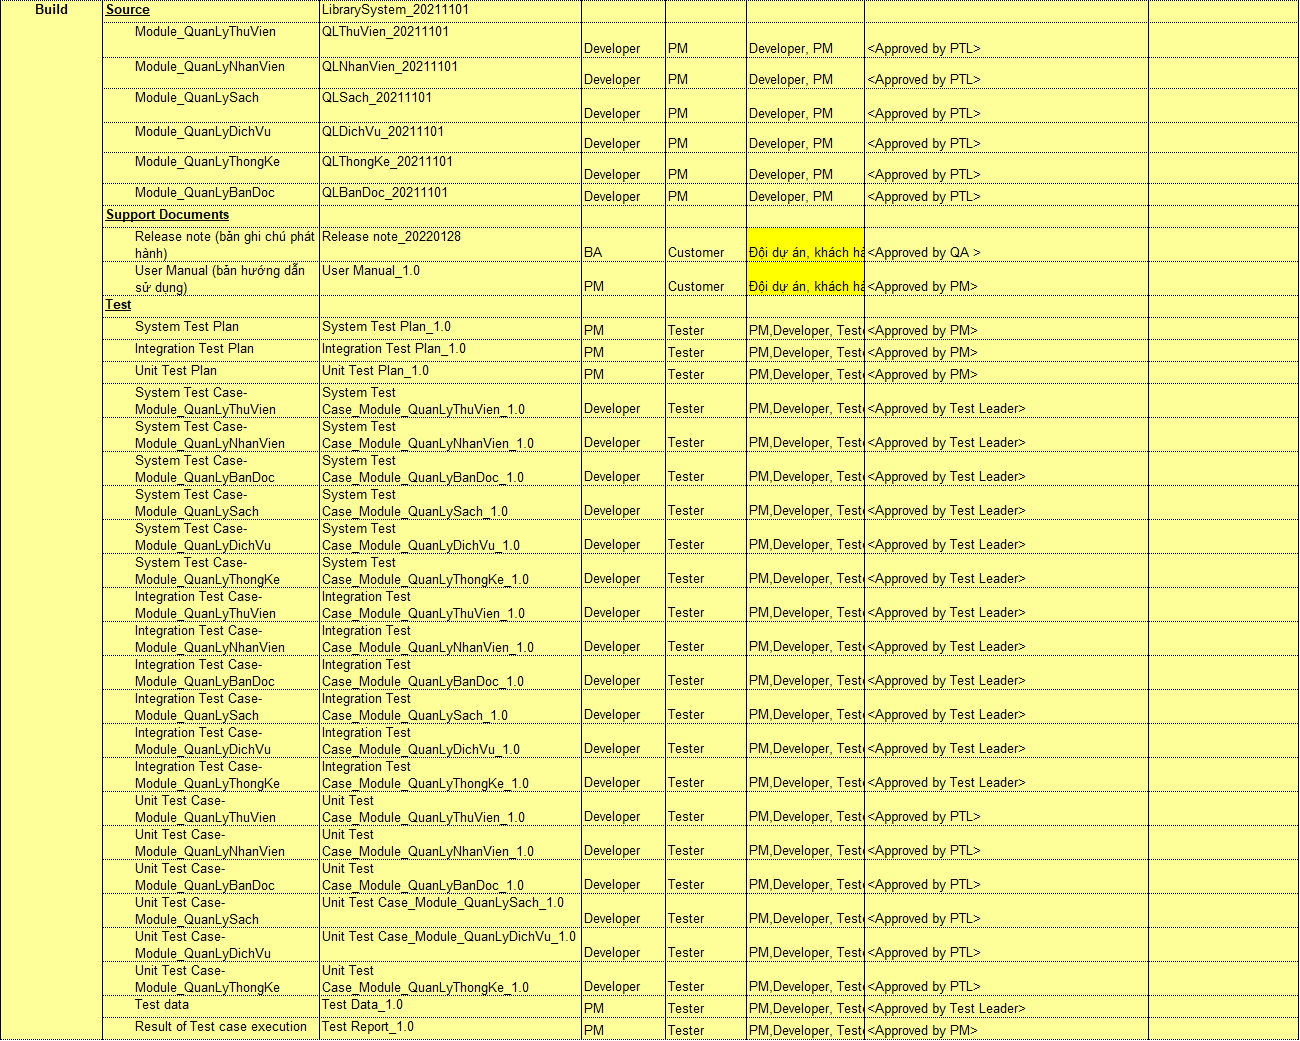 Build Source LibrarySystem_20211101
Module_QuanLyThuVien QLThuVien_20211101 Developer PM Developer, PM <Approved by PTL>
Module_QuanLyNhanVien QLNhanVien_20211101 Developer PM Developer, PM <Approved by PTL>
Module_QuanLySach QLSach_20211101 Developer PM Developer, PM <Approved by PTL>
Module_QuanLyDichVu QLDichVu_20211101 Developer PM Developer, PM <Approved by PTL>
Module_QuanLyThongKe QLThongKe_20211101 Developer PM Developer, PM <Approved by PTL>
Module_QuanLyBanDoc QLBanDoc_20211101 Developer PM Developer, PM <Approved by PTL>
Support Documents
Release note (bản ghi chú phát Release note_20220128
hành) BA Customer Đội dự án, khách hà <Approved by QA >
User Manual (bản hướng dẫn User Manual_1.0
sử dụng) PM Customer Đội dự án, khách hà <Approved by PM>
Test
System Test Plan System Test Plan_1.0 PM Tester PM,Developer, Teste <Approved by PM>
Integration Test Plan Integration Test Plan_1.0 PM Tester PM,Developer, Teste <Approved by PM>
Unit Test Plan Unit Test Plan_1.0 PM Tester PM,Developer, Teste <Approved by PM>
System Test Case- System Test
Module_QuanLyThuVien Case_Module_QuanLyThuVien_1.0 Developer Tester PM,Developer, Teste <Approved by Test Leader>
System Test Case- System Test
Module_QuanLyNhanVien Case_Module_QuanLyNhanVien_1.0 Developer Tester PM,Developer, Teste <Approved by Test Leader>
System Test Case- System Test
Module_QuanLyBanDoc Case_Module_QuanLyBanDoc_1.0 Developer Tester PM,Developer, Teste <Approved by Test Leader>
System Test Case- System Test
Module_QuanLySach Case_Module_QuanLySach_1.0 Developer Tester PM,Developer, Teste <Approved by Test Leader>
System Test Case- System Test
Module_QuanLyDichVu Case_Module_QuanLyDichVu_1.0 Developer Tester PM,Developer, Teste <Approved by Test Leader>
System Test Case- System Test
Module_QuanLyThongKe Case_Module_QuanLyThongKe_1.0 Developer Tester PM,Developer, Teste <Approved by Test Leader>
Integration Test Case- Integration Test
Module_QuanLyThuVien Case_Module_QuanLyThuVien_1.0 Developer Tester PM,Developer, Teste <Approved by Test Leader>
Integration Test Case- Integration Test
Module_QuanLyNhanVien Case_Module_QuanLyNhanVien_1.0 Developer Tester PM,Developer, Teste <Approved by Test Leader>
Integration Test Case- Integration Test
Module_QuanLyBanDoc Case_Module_QuanLyBanDoc_1.0 Developer Tester PM,Developer, Teste <Approved by Test Leader>
Integration Test Case- Integration Test
Module_QuanLySach Case_Module_QuanLySach_1.0 Developer Tester PM,Developer, Teste <Approved by Test Leader>
Integration Test Case- Integration Test
Module_QuanLyDichVu Case_Module_QuanLyDichVu_1.0 Developer Tester PM,Developer, Teste <Approved by Test Leader>
Integration Test Case- Integration Test
Module_QuanLyThongKe Case_Module_QuanLyThongKe_1.0 Developer Tester PM,Developer, Teste <Approved by Test Leader>
Unit Test Case- Unit Test
Module_QuanLyThuVien Case_Module_QuanLyThuVien_1.0 Developer Tester PM,Developer, Teste <Approved by PTL>
Unit Test Case- Unit Test
Module_QuanLyNhanVien Case_Module_QuanLyNhanVien_1.0 Developer Tester PM,Developer, Teste <Approved by PTL>
Unit Test Case- Unit Test
Module_QuanLyBanDoc Case_Module_QuanLyBanDoc_1.0 Developer Tester PM,Developer, Teste <Approved by PTL>
Unit Test Case- Unit Test Case_Module_QuanLySach_1.0
Module_QuanLySach Developer Tester PM,Developer, Teste <Approved by PTL>
Unit Test Case- Unit Test Case_Module_QuanLyDichVu_1.0
Module_QuanLyDichVu Developer Tester PM,Developer, Teste <Approved by PTL>
Unit Test Case- Unit Test
Module_QuanLyThongKe Case_Module_QuanLyThongKe_1.0 Developer Tester PM,Developer, Teste <Approved by PTL>
Test data Test Data_1.0 PM Tester PM,Developer, Teste <Approved by Test Leader>
Result of Test case execution Test Report_1.0 PM Tester PM,Developer, Teste <Approved by PM>